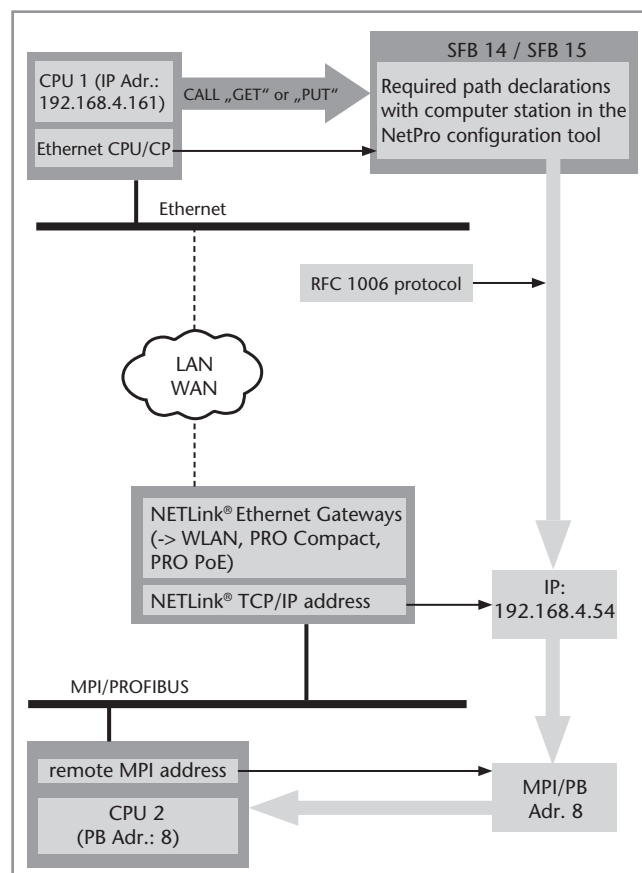 CPU 1 (IP Adr.:
192.168.4.161)
Ethernet CPU/CP
CALL „GET“ or „PUT“
SFB 14 / SFB 15
Required path declarations
with computer station in the
NetPro configuration tool
Ethernet
RFC 1006 protocol
LAN
WAN
NETLink® Ethernet Gateways
(-> WLAN, PRO Compact,
PRO PoE)
NETLink® TCP/IP address
IP:
192.168.4.54
MPI/PROFIBUS
remote MPI address
CPU 2
(PB Adr.: 8)
MPI/PB
Adr. 8